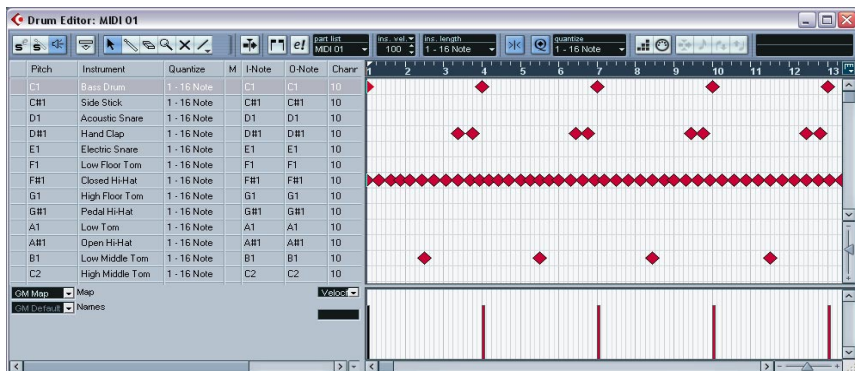 Drum Editor: MIDI 01
part list
MIDI 01
ins. vel.
100
ins. length
1 - 16 Note
quantize
1 - 16 Note
Pitch Instrument Quantize M I-Note O-Note Chanr
1 2 3 4 5 6 7 8 9 10 11 12 13
C1 Bass Drum 1 - 16 Note C1 C1 10
C#1 Side Stick 1 - 16 Note C#1 C#1 10
D1 Acoustic Snare 1 - 16 Note D1 D1 10
D#1 Hand Clap 1 - 16 Note D#1 D#1 10
E1 Electric Snare 1 - 16 Note E1 E1 10
F1 Low Floor Tom 1 - 16 Note F1 F1 10
F#1 Closed Hi-Hat 1 - 16 Note F#1 F#1 10
G1 High Floor Tom 1 - 16 Note G1 G1 10
G#1 Pedal Hi-Hat 1 - 16 Note G#1 G#1 10
A1 Low Tom 1 - 16 Note A1 A1 10
A#1 Open Hi-Hat 1 - 16 Note A#1 A#1 10
B1 Low Middle Tom 1 - 16 Note B1 B1 10
C2 High Middle Tom 1 - 16 Note C2 C2 10
GM Map Map
GM Default Names
Veloci